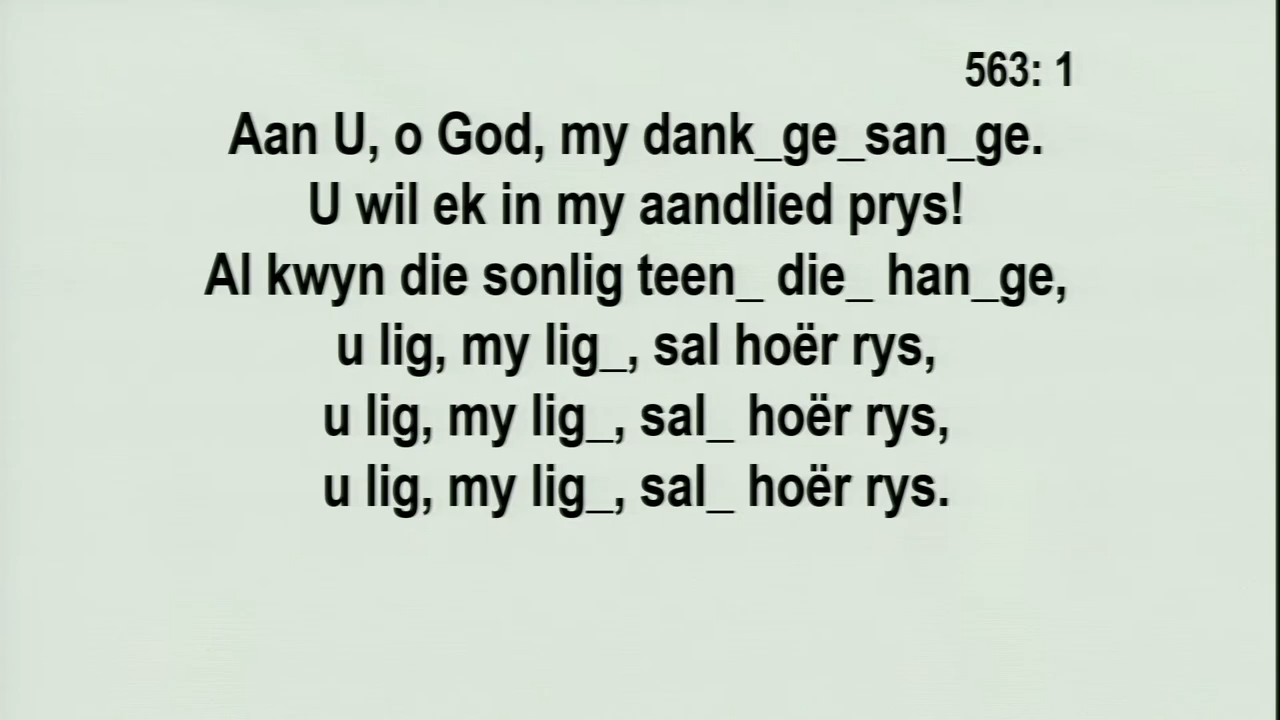 563: 1
Aan U, o God, my dank_ge_san_ge.
U wil ek in my aandlied prys!
Al kwyn die sonlig teen_ die_ han_ge,
u lig, my lig_, sal hoër rys,
u lig, my lig_, sal_ hoër rys,
u lig, my lig_, sal_ hoër rys.